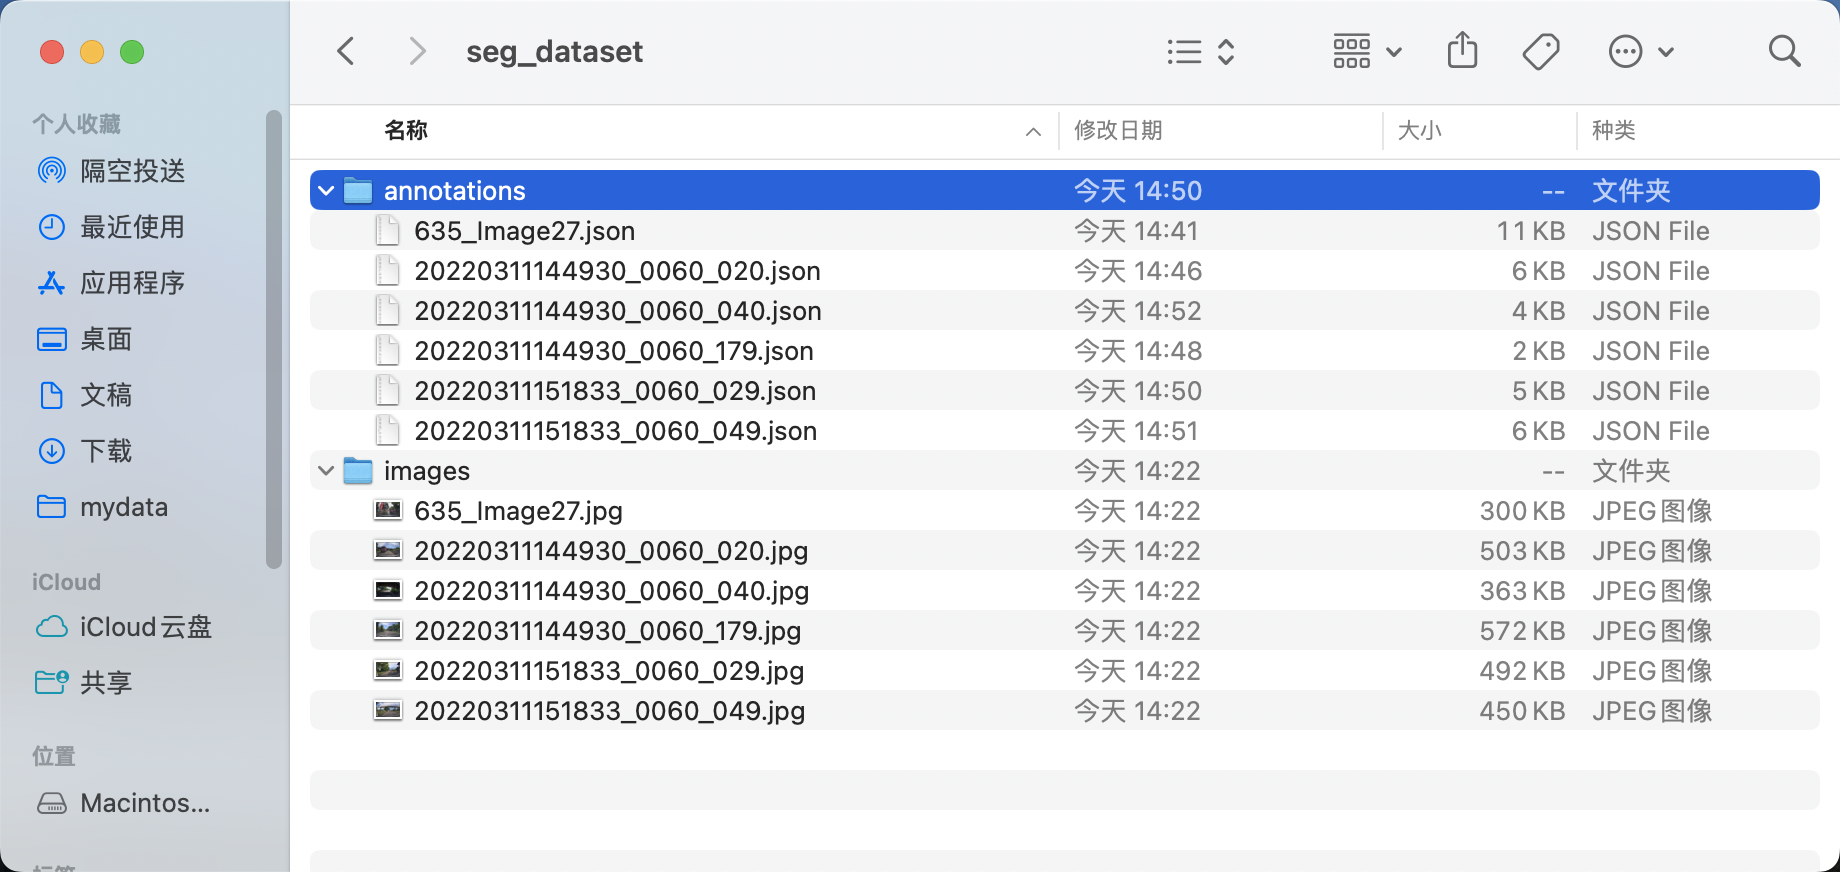 seg_dataset
个人收藏
隔空投送
最近使用
应用程序
桌面
文稿
下载
mydata
iCloud
iCloud云盘
共享
位置
Macintos...
名称 修改日期 大小 种类
annotations 今天 14:50 -- 文件夹
635_Image27.json 今天 14:41 11 KB JSON File
20220311144930_0060_020.json 今天 14:46 6 KB JSON File
20220311144930_0060_040.json 今天 14:52 4 KB JSON File
20220311144930_0060_179.json 今天 14:48 2 KB JSON File
20220311151833_0060_029.json 今天 14:50 5 KB JSON File
20220311151833_0060_049.json 今天 14:51 6 KB JSON File
images 今天 14:22 -- 文件夹
635_Image27.jpg 今天 14:22 300 KB JPEG图像
20220311144930_0060_020.jpg 今天 14:22 503 KB JPEG图像
20220311144930_0060_040.jpg 今天 14:22 363 KB JPEG图像
20220311144930_0060_179.jpg 今天 14:22 572 KB JPEG图像
20220311151833_0060_029.jpg 今天 14:22 492 KB JPEG图像
20220311151833_0060_049.jpg 今天 14:22 450 KB JPEG图像